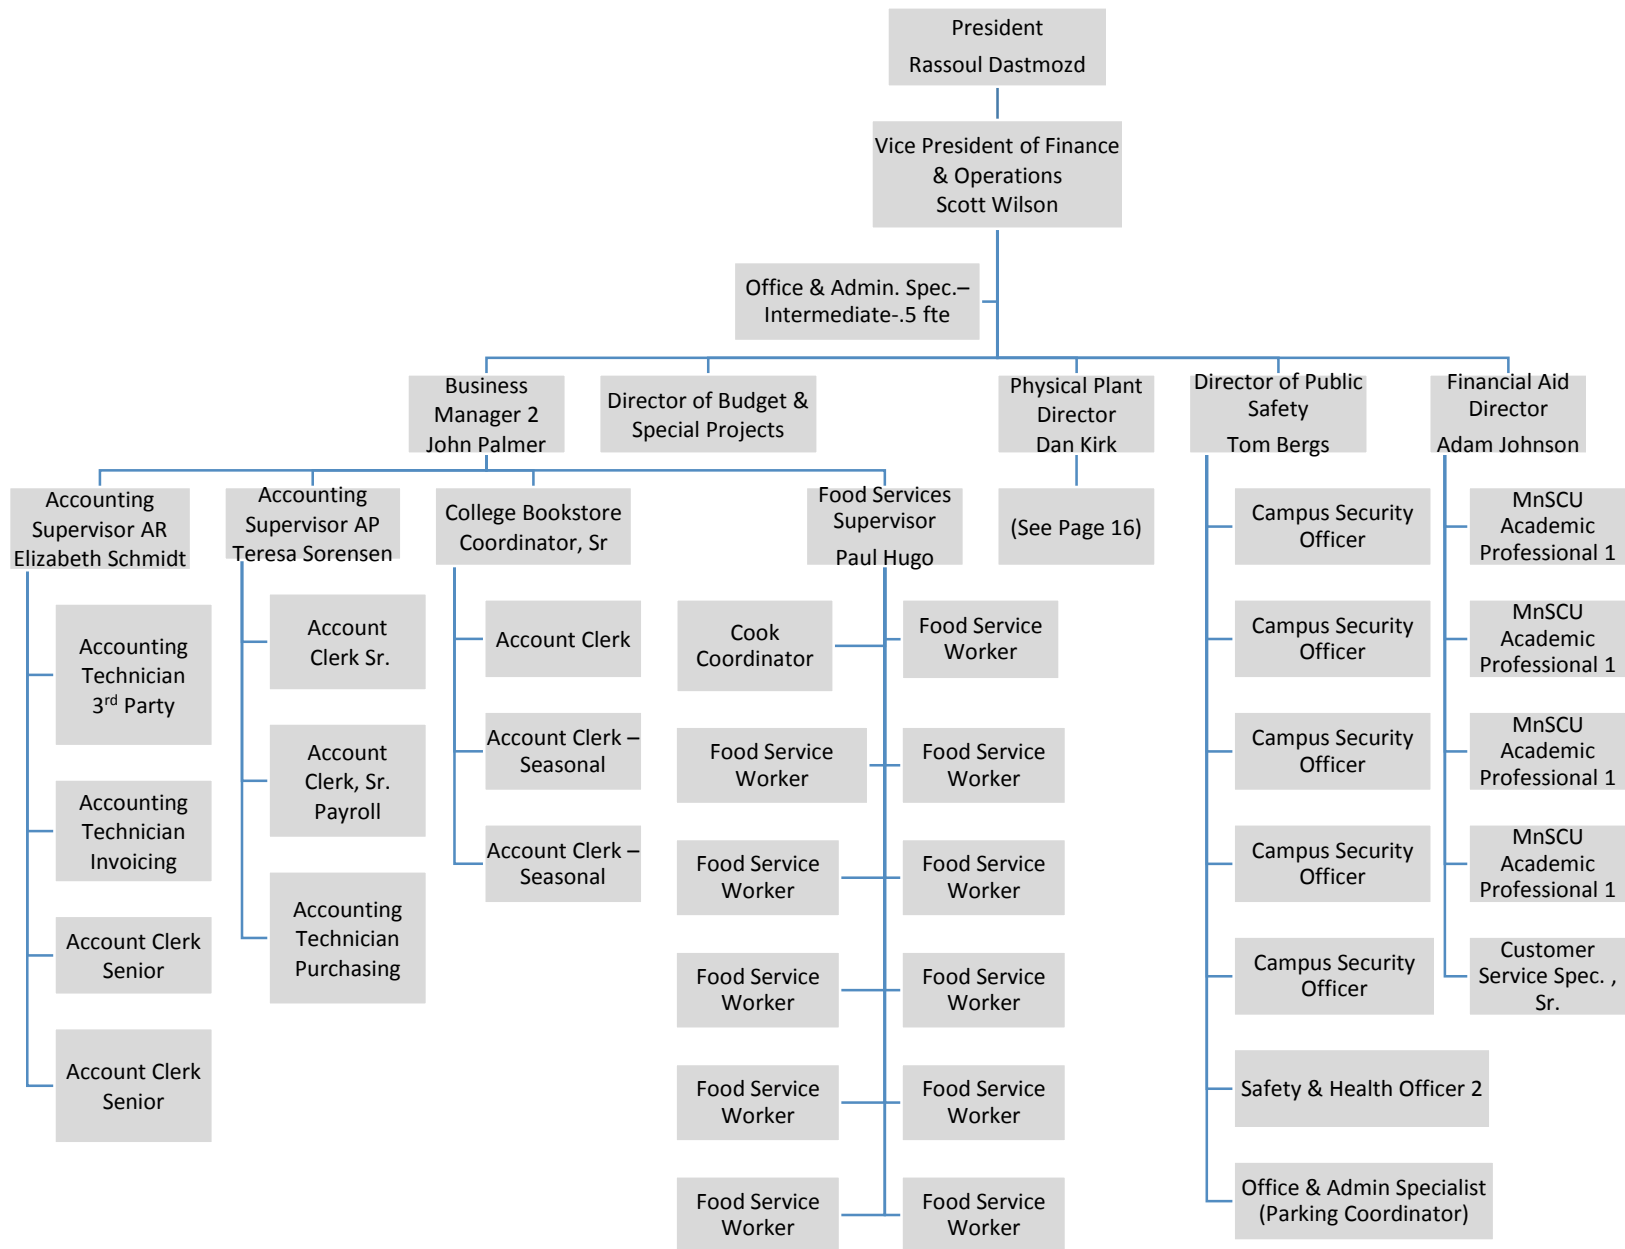 President
Rassoul Dastmozd
Vice President of Finance
& Operations
Scott Wilson
Office & Admin. Spec.–
Intermediate-.5 fte
Business
Manager 2
John Palmer
Director of Budget &
Special Projects
Physical Plant
Director
Dan Kirk
Director of Public
Safety
Tom Bergs
Financial Aid
Director
Adam Johnson
Accounting
Supervisor AR
Elizabeth Schmidt
Accounting
Supervisor AP
Teresa Sorensen
College Bookstore
Coordinator, Sr
Food Services
Supervisor
Paul Hugo
(See Page 16)
Accounting
Technician
3rd Party
Accounting
Technician
Invoicing
Account Clerk
Senior
Account Clerk
Senior
Account
Clerk Sr.
Account
Clerk, Sr.
Payroll
Accounting
Technician
Purchasing
Account Clerk
Account Clerk –
Seasonal
Account Clerk –
Seasonal
Cook
Coordinator
Food Service
Worker
Food Service
Worker
Food Service
Worker
Food Service
Worker
Food Service
Worker
Food Service
Worker
Food Service
Worker
Food Service
Worker
Food Service
Worker
Food Service
Worker
Food Service
Worker
Campus Security
Officer
Campus Security
Officer
Campus Security
Officer
Campus Security
Officer
Campus Security
Officer
Safety & Health Officer 2
Office & Admin Specialist
(Parking Coordinator)
MnSCU
Academic
Professional 1
MnSCU
Academic
Professional 1
MnSCU
Academic
Professional 1
MnSCU
Academic
Professional 1
Customer
Service Spec. ,
Sr.